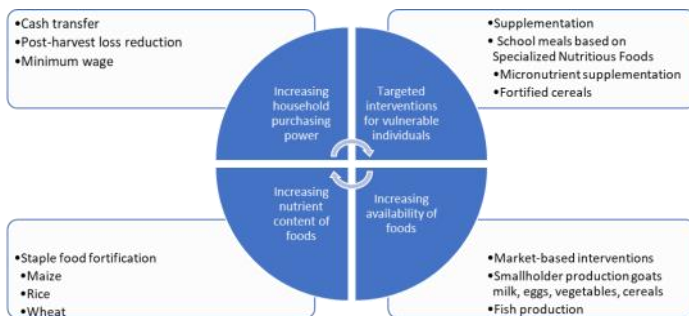 •Cash transfer
•Post-harvest loss reduction
•Minimum wage
•Supplementation
• School meals based on
Specialized Nutritious Foods
•Micronutrient supplementation
•Fortified cereals
Increasing
household
purchasing
power
Targeted
interventions
for vulnerable
individuals
Increasing
nutrient
content of
foods
Increasing
availability of
foods
•Staple food fortification
•Maize
•Rice
•Wheat
•Market-based interventions
•Smallholder production goats
milk, eggs, vegetables, cereals
•Fish production